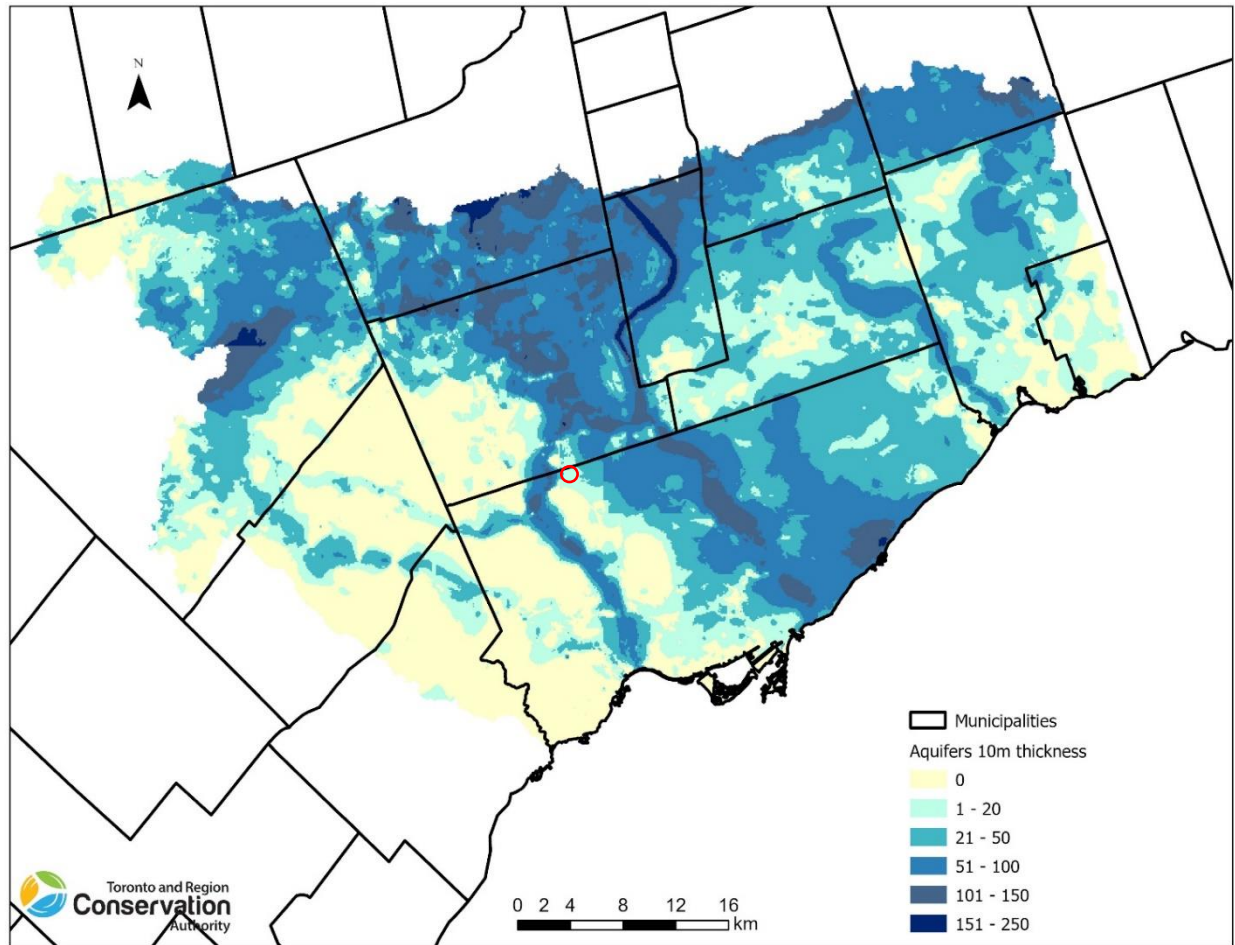 N
Municipalities
Aquifers 10m thickness
0
1 - 20
21 - 50
51 - 100
101 - 150
151 - 250
Toronto and Region
Conservation
Authority
0 2 4 8 12 16
km